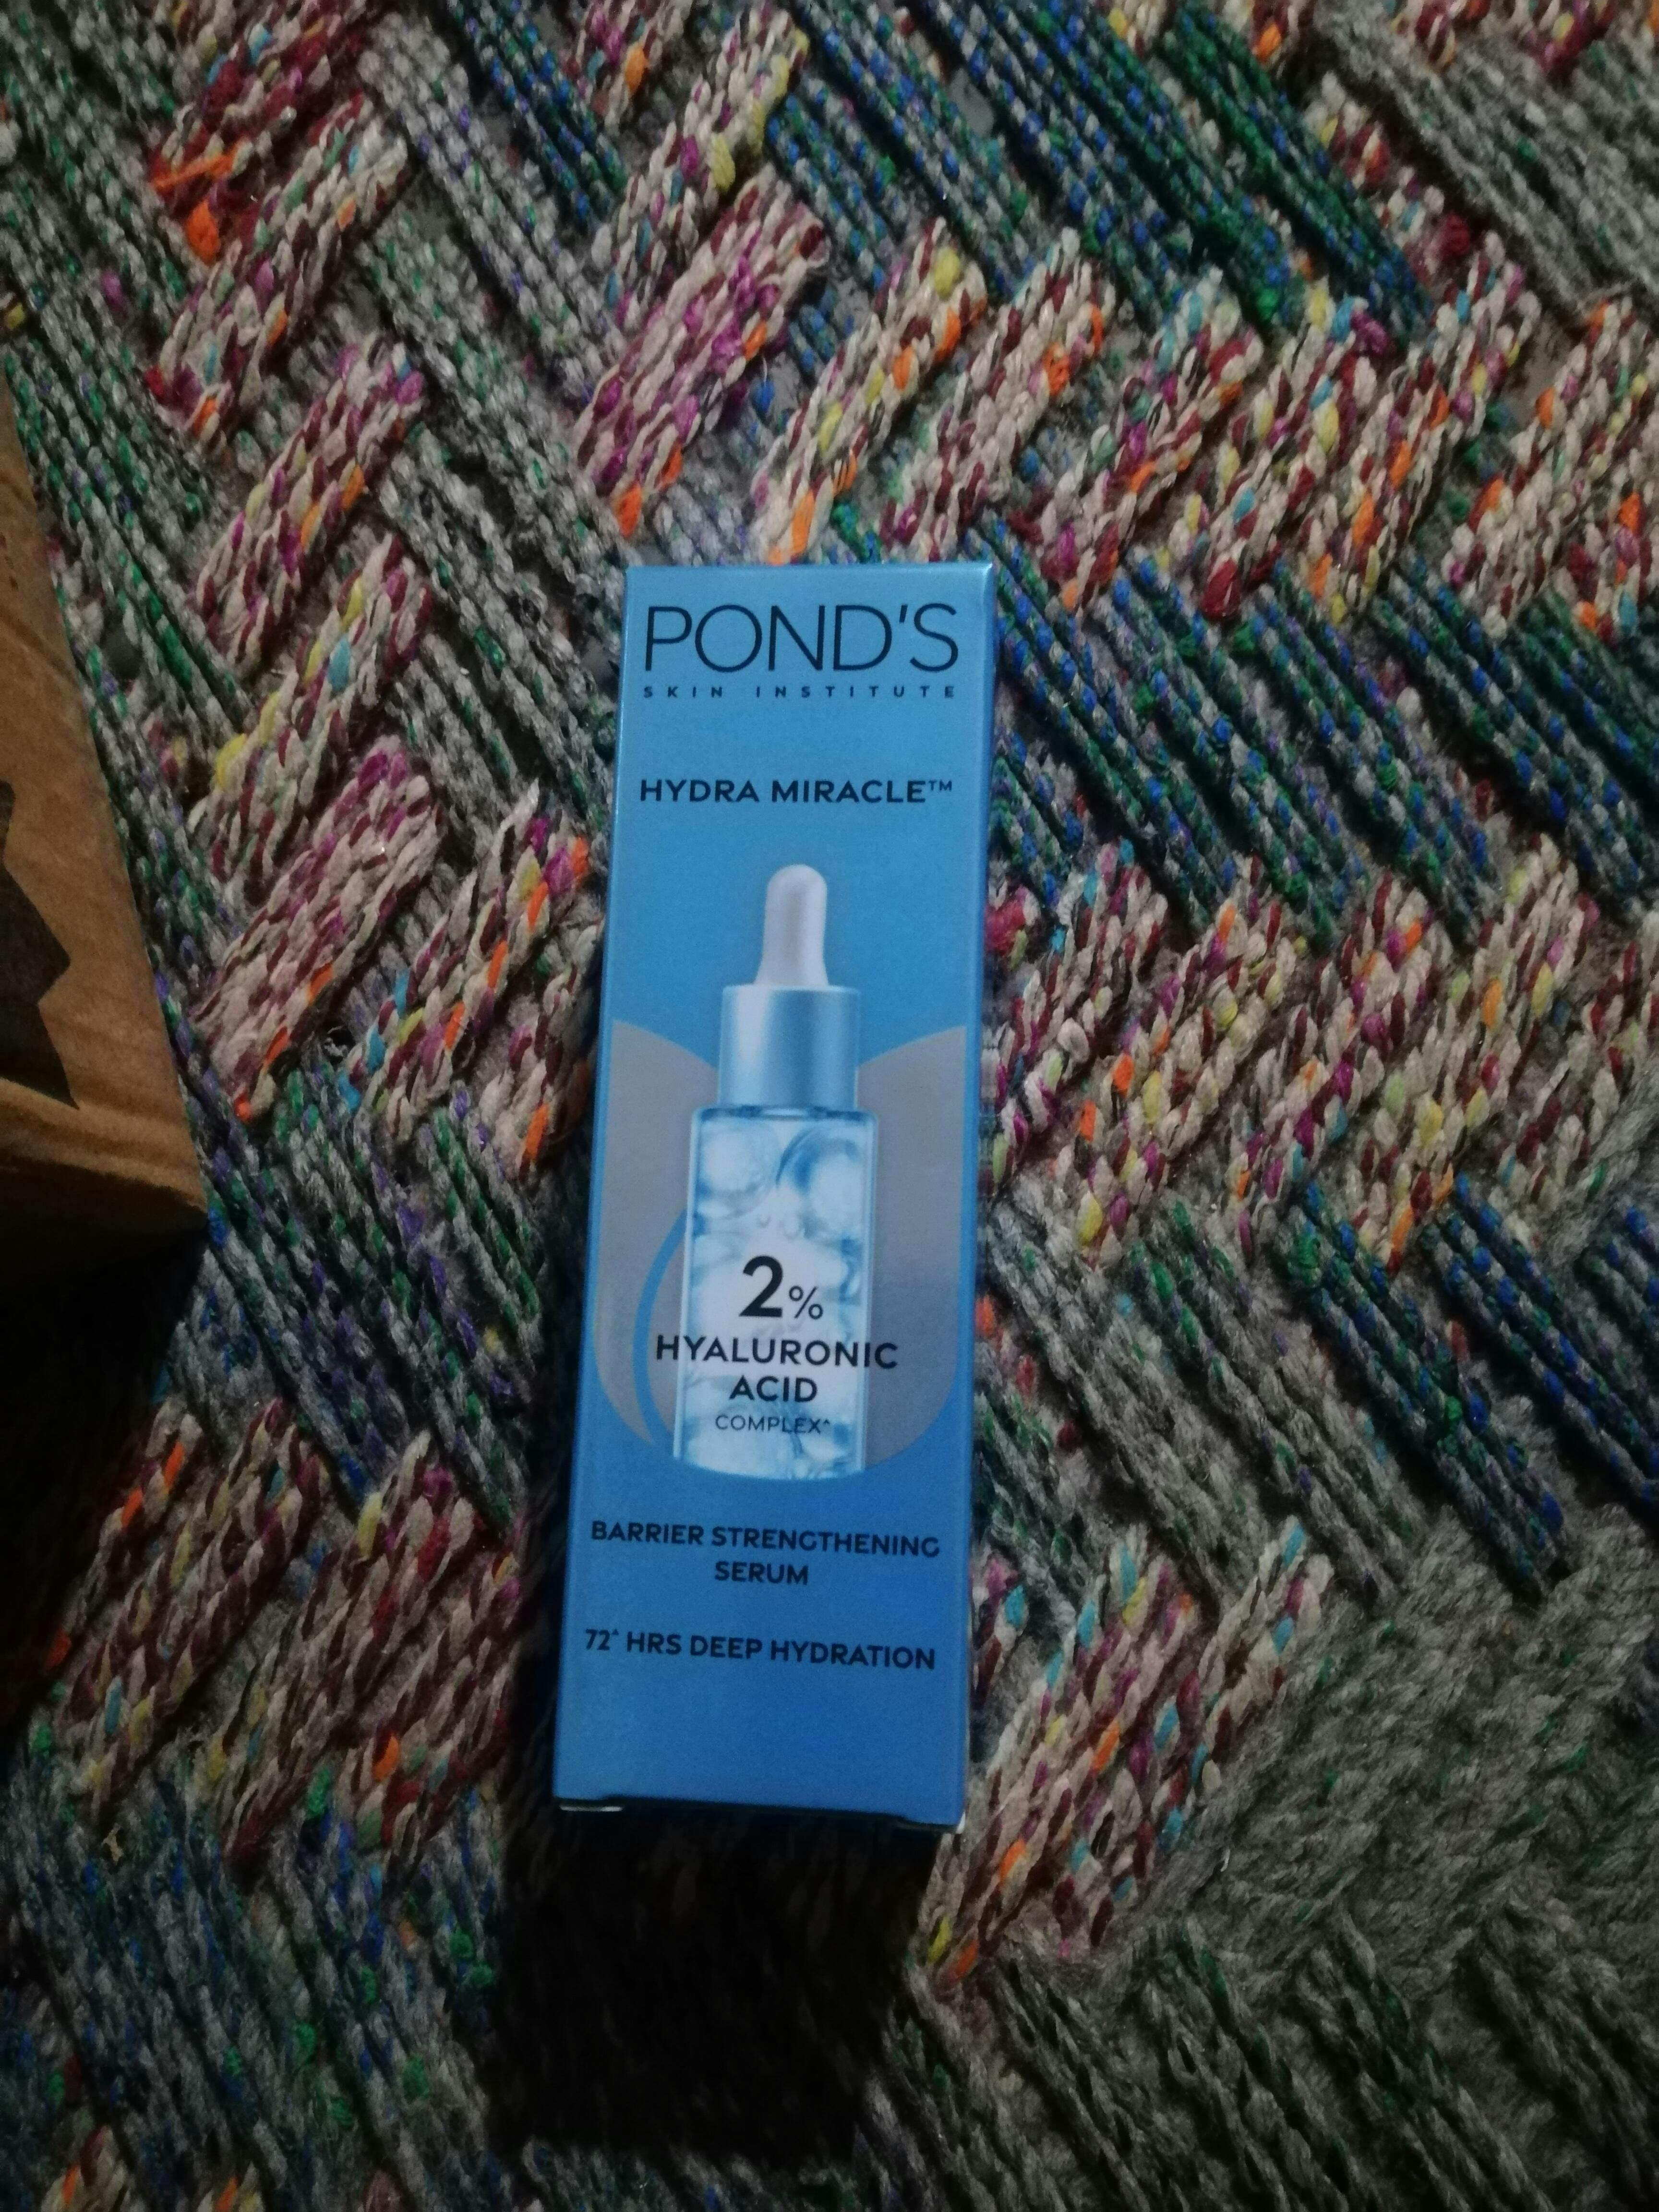 POND'S
SKIN INSTITUTE
HYDRA MIRACLE™
2%
HYALURONIC
ACID
COMPLEX^
BARRIER STRENGTHENING
SERUM
72^ HRS DEEP HYDRATION